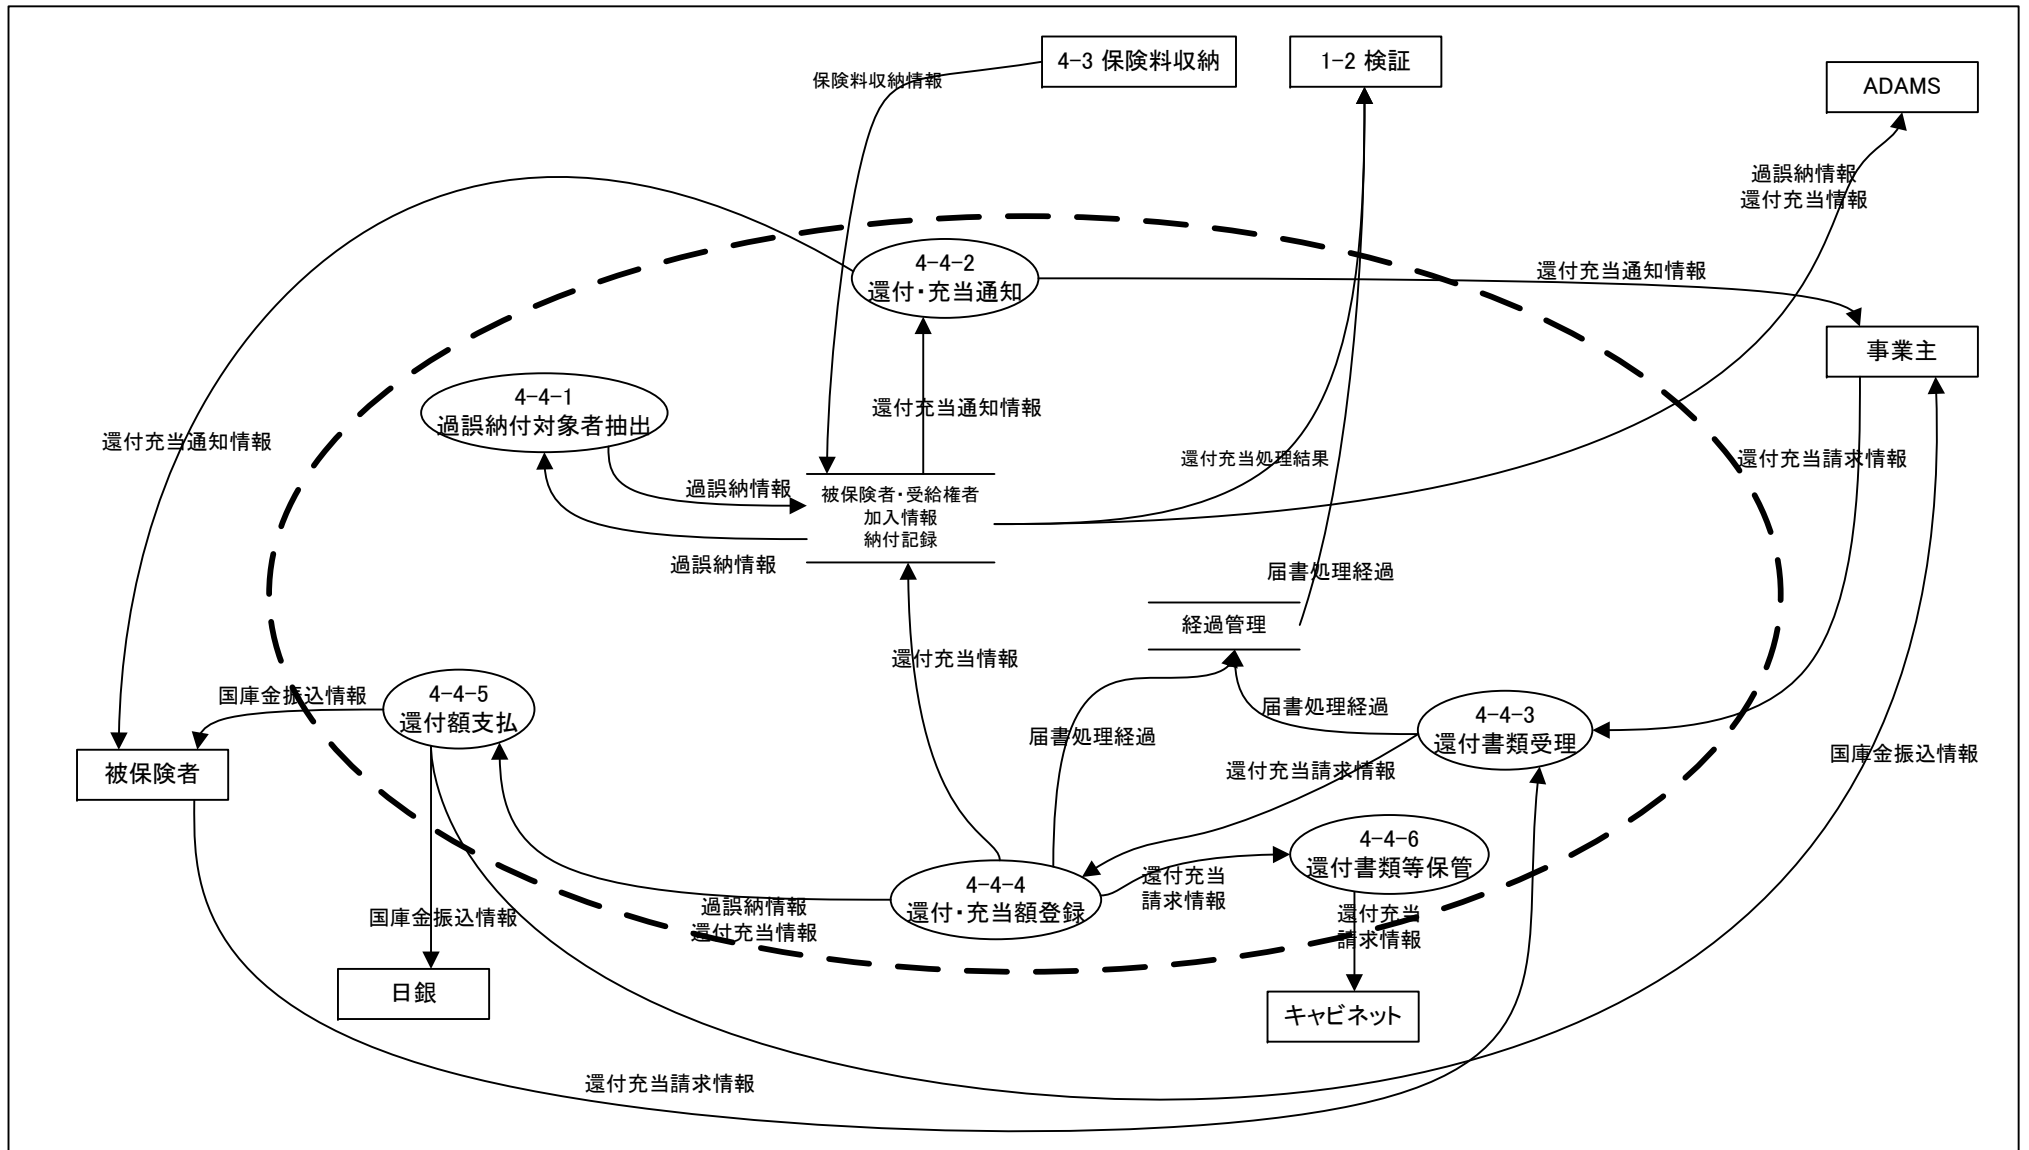 4-3 保険料収納
1-2 検証
ADAMS
保険料収納情報
過誤納情報
還付充当情報
4-4-2
還付・充当通知
還付充当通知情報
事業主
4-4-1
過誤納付対象者抽出
還付充当通知情報
還付充当通知情報
還付充当処理結果
還付充当請求情報
過誤納情報
被保険者・受給権者
加入情報
納付記録
過誤納情報
届書処理経過
経過管理
還付充当情報
国庫金振込情報
4-4-5
還付額支払
届書処理経過
4-4-3
還付書類受理
届書処理経過
国庫金振込情報
被保険者
還付充当請求情報
4-4-6
還付書類等保管
4-4-4
還付・充当額登録
還付充当
請求情報
過誤納情報
還付充当情報
国庫金振込情報
還付充当
請求情報
日銀
キャビネット
還付充当請求情報